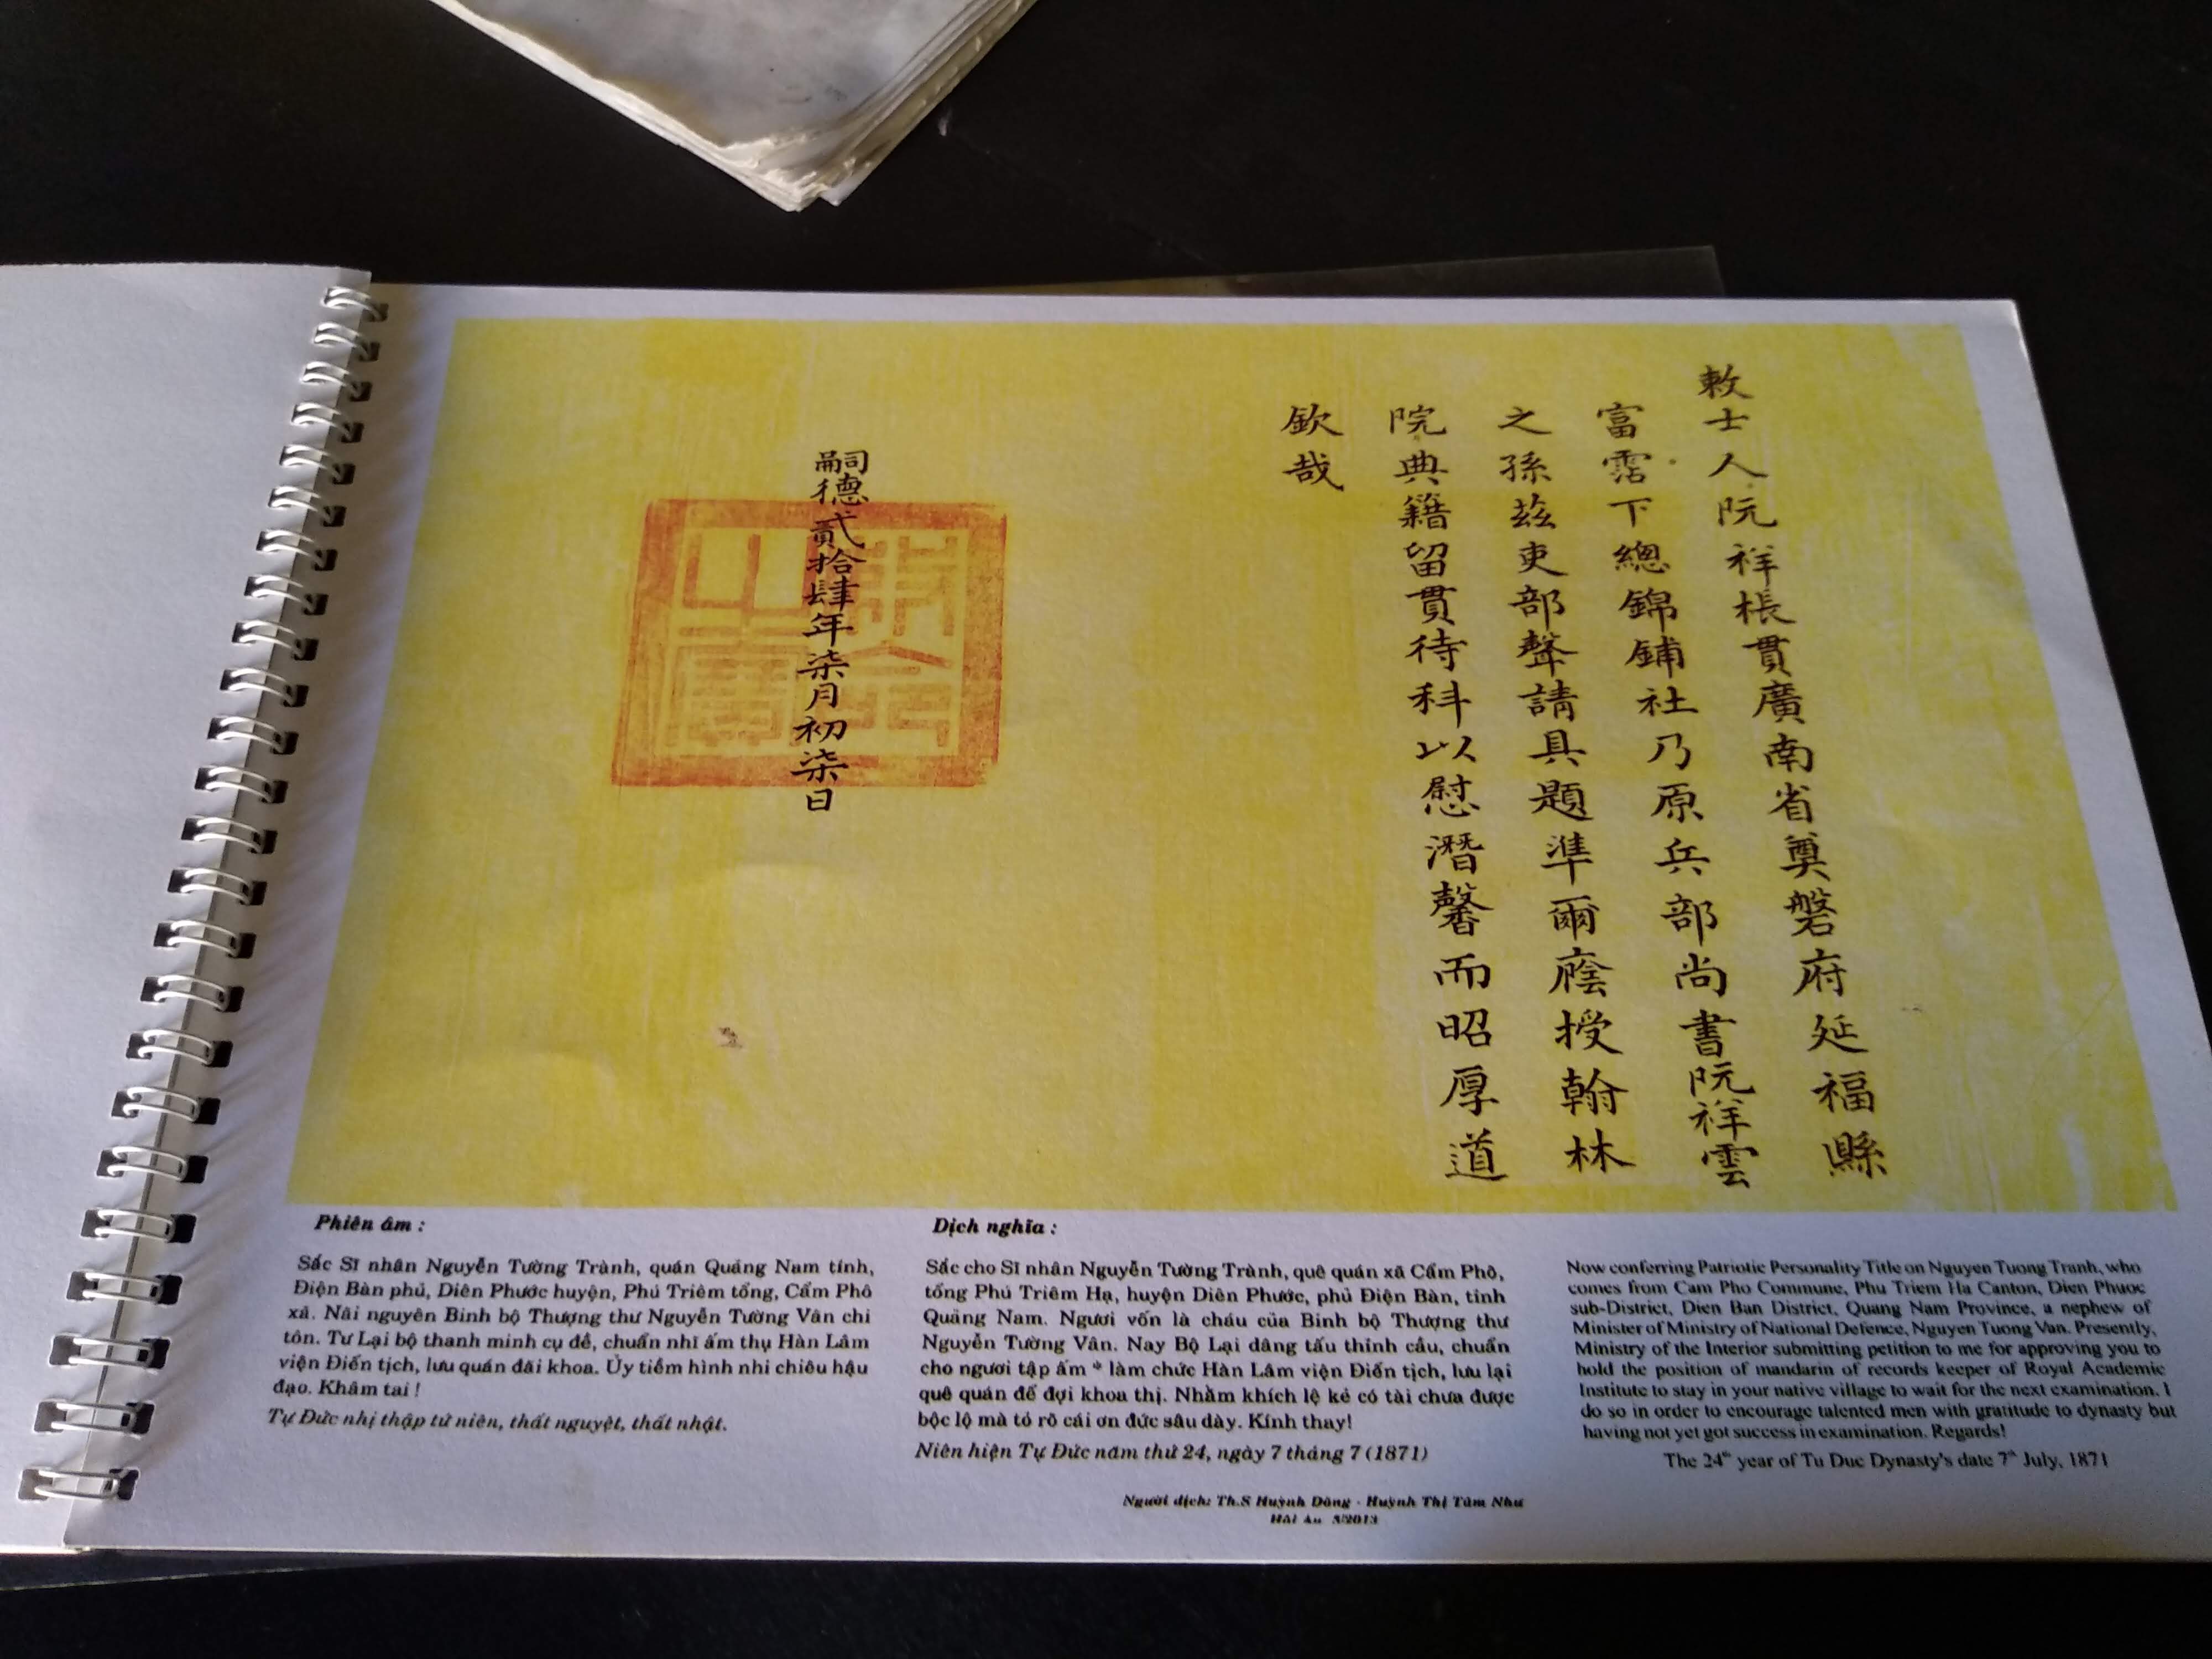 敕士人阮祥棖貫廣南省奠磐府延福縣
富霑下總錦鋪社乃原兵部尚書阮祥雲
之孫茲吏部聲請具題準爾廕授翰林
院典籍留貫待科以慰潛馨而昭厚道
欽哉
嗣德貳拾肆年柒月初柒日
Phiên âm :
Sắc Sĩ nhân Nguyễn Tường Trành, quán Quảng Nam tỉnh,
Điện Bàn phủ, Diên Phước huyện, Phú Triêm tổng, Cẩm Phô
xã. Nãi nguyên Binh bộ Thượng thư Nguyễn Tường Vân chi
tôn. Tư Lại bộ thanh minh cụ đề, chuẩn nhĩ ấm thụ Hàn Lâm
viện Điển tịch, lưu quán đãi khoa. Ủy tiềm hình nhi chiêu hậu
đạo. Khâm tai !
Tự Đức nhị thập tứ niên, thất nguyệt, thất nhật.
Dịch nghĩa :
Sắc cho Sĩ nhân Nguyễn Tường Trành, quê quán xã Cẩm Phô,
tổng Phú Triêm Hạ, huyện Diên Phước, phủ Điện Bàn, tỉnh
Quảng Nam. Ngươi vốn là cháu của Binh bộ Thượng thư
Nguyễn Tường Vân. Nay Bộ Lại dâng tấu thỉnh cầu, chuẩn
cho ngươi tập ấm * làm chức Hàn Lâm viện Điển tịch, lưu lại
quê quán để đợi khoa thi. Nhằm khích lệ kẻ có tài chưa được
bộc lộ mà tỏ rõ cái ơn đức sâu dày. Kính thay!
Niên hiện Tự Đức năm thứ 24, ngày 7 tháng 7 (1871)
Now conferring Patriotic Personality Title on Nguyen Tuong Tranh, who
comes from Cam Pho Commune, Phu Triem Ha Canton, Dien Phuoc
sub-District, Dien Ban District, Quang Nam Province, a nephew of
Minister of Ministry of National Defence, Nguyen Tuong Van. Presently,
Ministry of the Interior submitting petition to me for approving you to
hold the position of mandarin of records keeper of Royal Academic
Institute to stay in your native village to wait for the next examination. I
do so in order to encourage talented men with gratitude to dynasty but
having not yet got success in examination. Regards!
The 24th year of Tu Duc Dynasty's date 7th July, 1871
Người dịch: Th.S Huỳnh Dõng - Huỳnh Thị Tâm Như
Hội An 5/2013